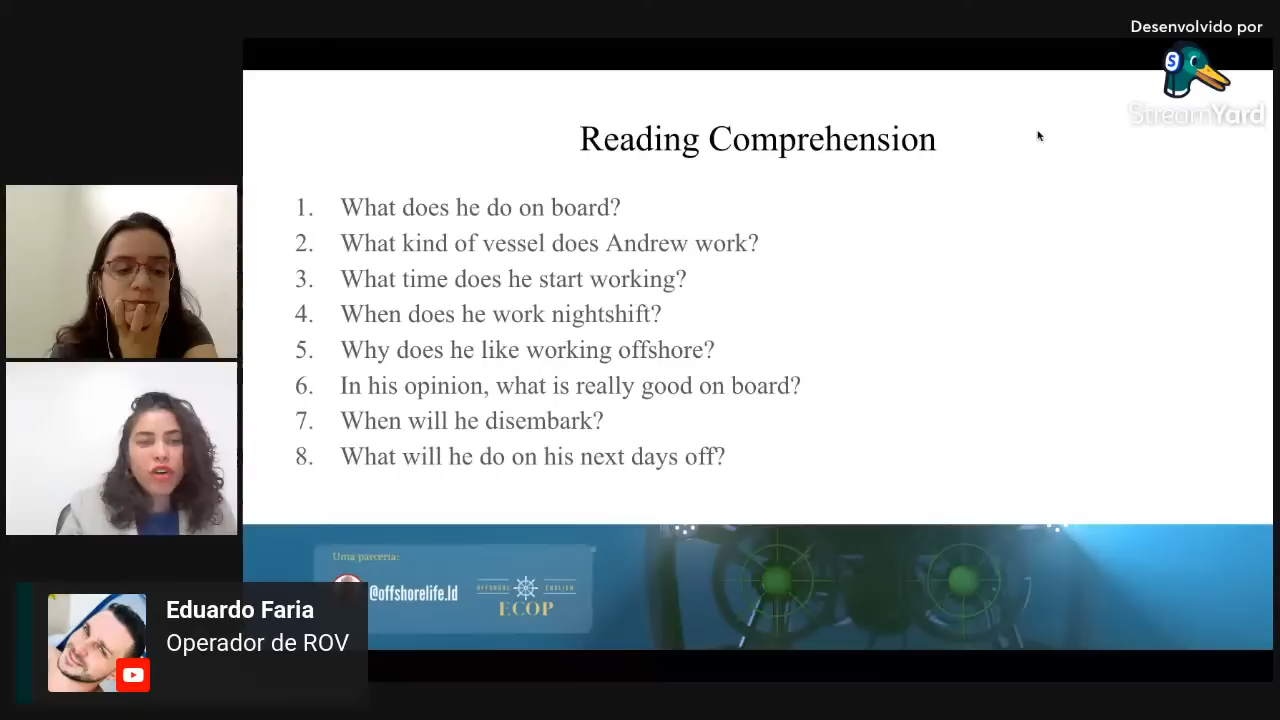 Desenvolvido por
StreamYard
Reading Comprehension
1. What does he do on board?
2. What kind of vessel does Andrew work?
3. What time does he start working?
4. When does he work nightshift?
5. Why does he like working offshore?
6. In his opinion, what is really good on board?
7. When will he disembark?
8. What will he do on his next days off?
Uma parceria:
@offshorelife.ld
OFFSHORE ENGLISH
ECOP
Eduardo Faria
Operador de ROV